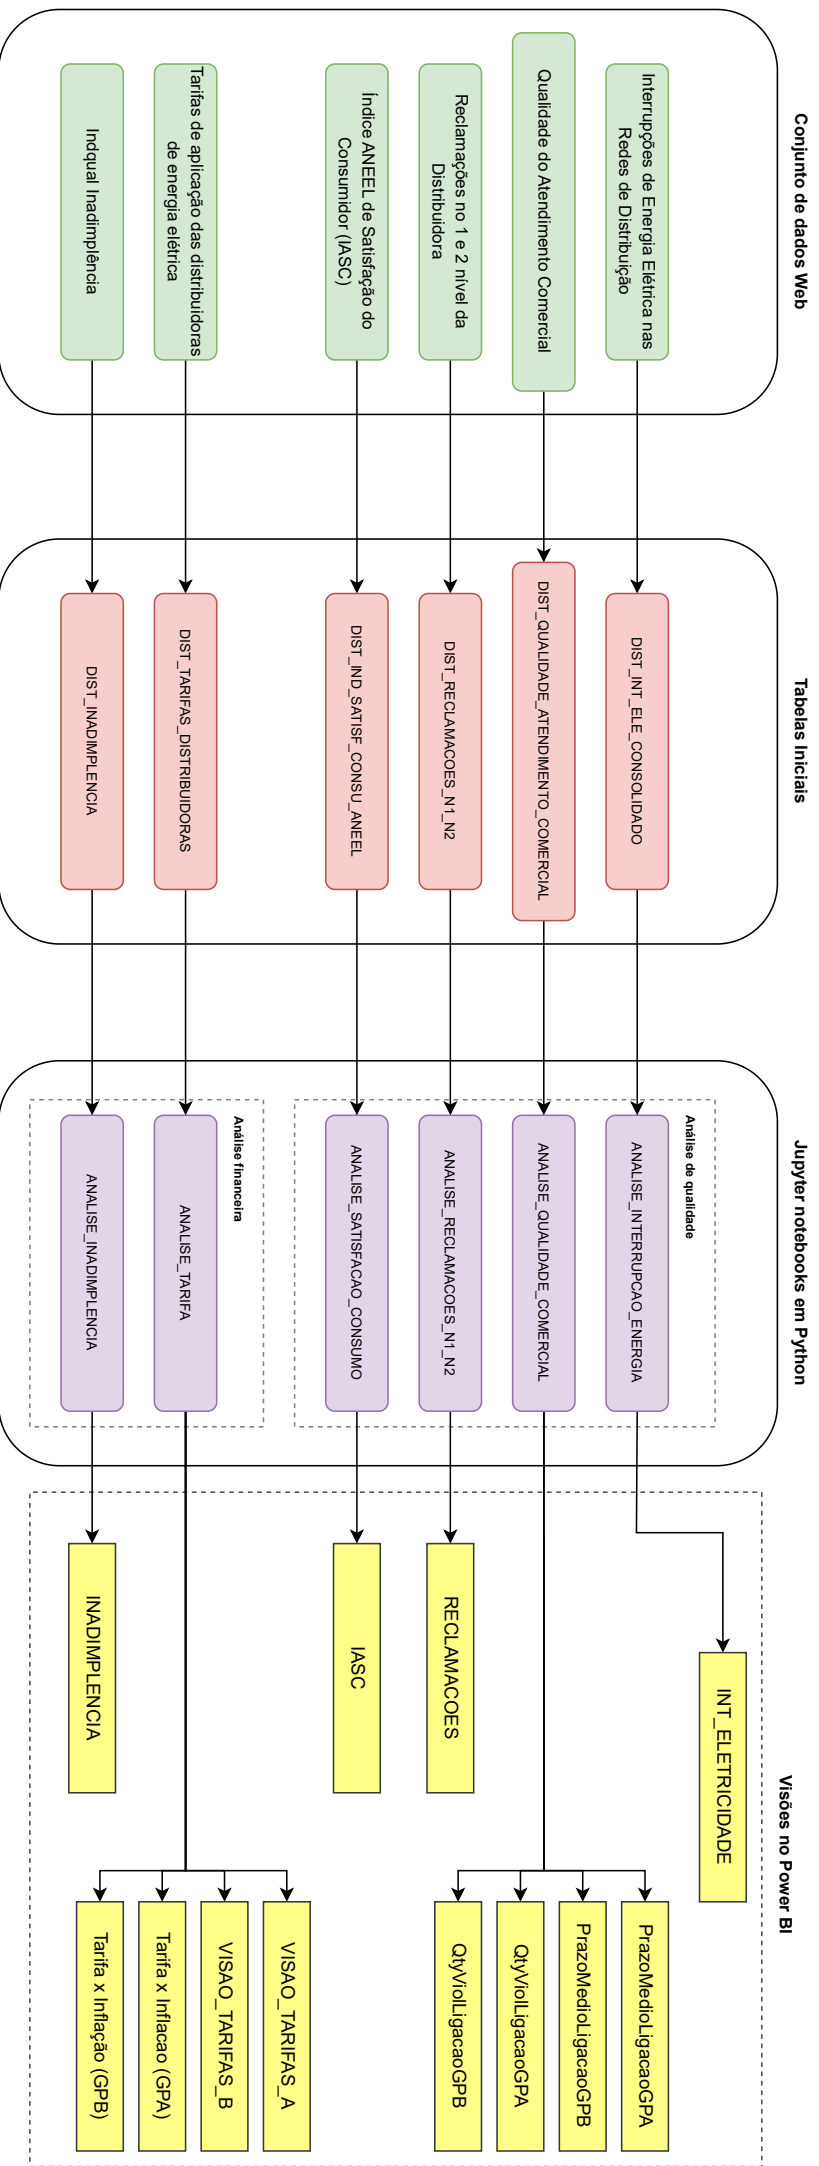 Conjunto de dados Web
Interrupções de Energia Elétrica nas
Redes de Distribuição
Qualidade do Atendimento Comercial
Reclamações no 1 e 2 nível da
Distribuidora
Índice ANEEL de Satisfação do
Consumidor (IASC)
Tarifas de aplicação das distribuidoras
de energia elétrica
Indqual Inadimplência
Tabelas Iniciais
DIST_INT_ELE_CONSOLIDADO
DIST_QUALIDADE_ATENDIMENTO_COMERCIAL
DIST_RECLAMACOES_N1_N2
DIST_IND_SATISF_CONSU_ANEEL
DIST_TARIFAS_DISTRIBUIDORAS
DIST_INADIMPLENCIA
Jupyter notebooks em Python
Análise de qualidade
ANALISE_INTERRUPCAO_ENERGIA
ANALISE_QUALIDADE_COMERCIAL
ANALISE_RECLAMACOES_N1_N2
ANALISE_SATISFACAO_CONSUMO
Análise financeira
ANALISE_TARIFA
ANALISE_INADIMPLENCIA
Visões no Power BI
INT_ELETRICIDADE
RECLAMACOES
IASC
INADIMPLENCIA
PrazoMedioLigacaoGPA
PrazoMedioLigacaoGPB
QtyViolLigacaoGPA
QtyViolLigacaoGPB
VISAO_TARIFAS_A
VISAO_TARIFAS_B
Tarifa x Inflacao (GPA)
Tarifa x Inflação (GPB)